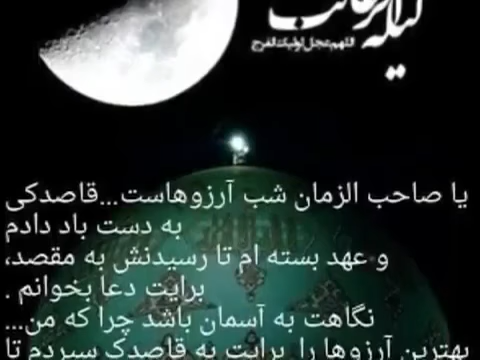 لیلة الرغائب
اللهم عجل لولیک الفرج
یا صاحب الزمان شب آرزوهاست...قاصدکی
به دست باد دادم
و عهد بسته ام تا رسیدنش به مقصد،
برایت دعا بخوانم .
نگاهت به آسمان باشد چرا که من...
بهترین آرزوها را برایت به قاصدک سپردم تا